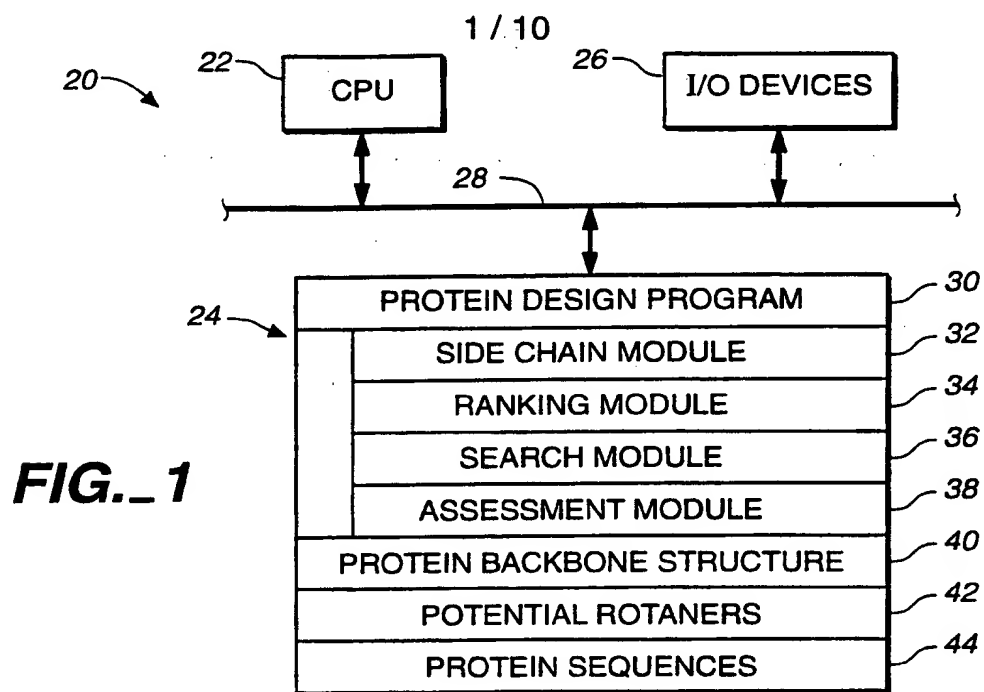 1 / 10
20
22
CPU
26
I/O DEVICES
28
24
PROTEIN DESIGN PROGRAM
30
SIDE CHAIN MODULE
32
RANKING MODULE
34
SEARCH MODULE
36
ASSESSMENT MODULE
38
PROTEIN BACKBONE STRUCTURE
40
POTENTIAL ROTANERS
42
PROTEIN SEQUENCES
44
FIG._1